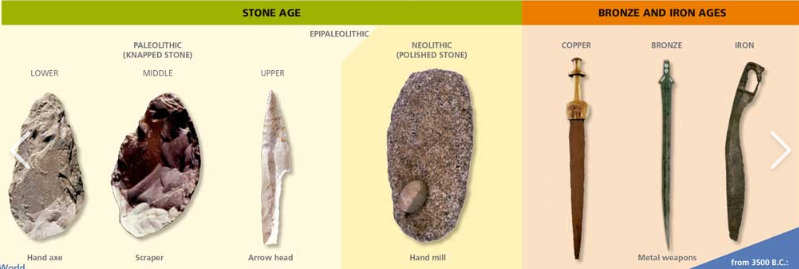 STONE AGE
BRONZE AND IRON AGES
EPIPALEOLITHIC
PALEOLITHIC
(KNAPPED STONE)
NEOLITHIC
(POLISHED STONE)
COPPER
BRONZE
IRON
LOWER
MIDDLE
UPPER
Hand axe
Scraper
Arrow head
Hand mill
Metal weapons
World
from 3500 B.C.: